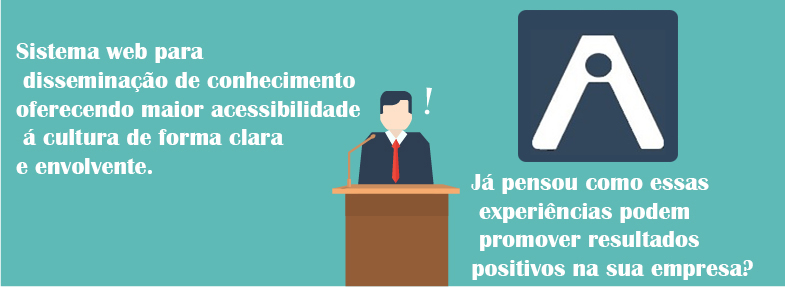 Sistema web para
disseminação de conhecimento
oferecendo maior acessibilidade
á cultura de forma clara
e envolvente.
!
Já pensou como essas
experiências podem
promover resultados
positivos na sua empresa?